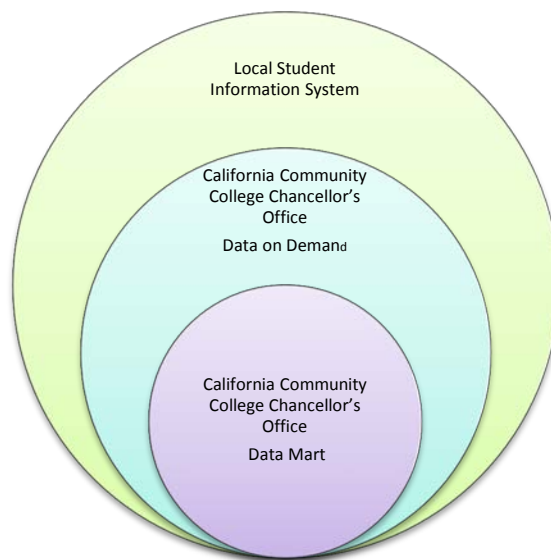 Local Student
Information System
California Community
College Chancellor's
Office
Data on Demand
California Community
College Chancellor's
Office
Data Mart